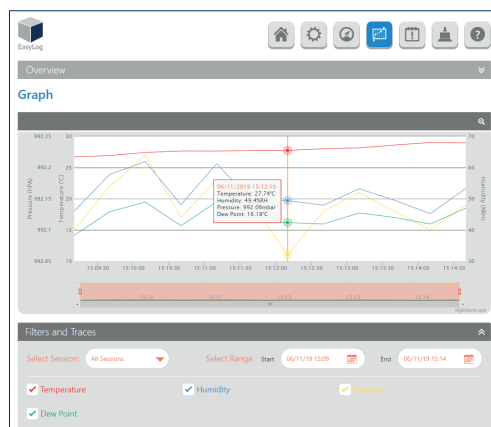 EasyLog
?
Overview
Graph
992.25 30 70
992.2 25 60
992.15 20 50
992.1 15 40
992.05 10 30
Pressure (hPA)
Temperature (°C)
Humidity (%RH)
06/11/2019 15:12:10
Temperature: 27.74°C
Humidity: 49.4%RH
Pressure: 992.06mbar
Dew Point: 16.18°C
15:09:30 15:10:00 15:10:30 15:11:00 15:11:30 15:12:00 15:12:30 15:13:00 15:13:30 15:14:00 15:14:30
15:10 15:11 15:12 15:13 15:14
Highcharts.com
Filters and Traces
Select Session: All Sessions Select Range: Start 06/11/19 15:09 End 06/11/19 15:14
Temperature Humidity Pressure
Dew Point